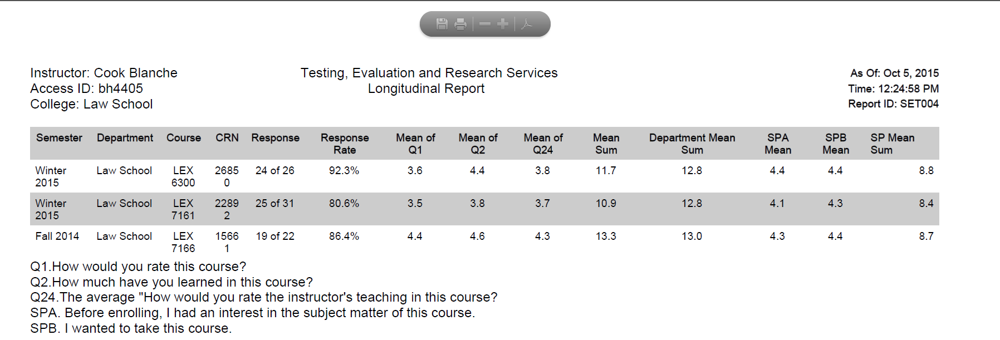 Instructor: Cook Blanche
Access ID: bh4405
College: Law School
Testing, Evaluation and Research Services
Longitudinal Report
As Of: Oct 5, 2015
Time: 12:24:58 PM
Report ID: SET004
Semester Department Course CRN Response Response Rate Mean of Q1 Mean of Q2 Mean of Q24 Mean Sum Department Mean Sum SPA Mean SPB Mean SP Mean Sum
Winter 2015 Law School LEX 6300 26850 24 of 26 92.3% 3.6 4.4 3.8 11.7 12.8 4.4 4.4 8.8
Winter 2015 Law School LEX 7161 22892 25 of 31 80.6% 3.5 3.8 3.7 10.9 12.8 4.1 4.3 8.4
Fall 2014 Law School LEX 7166 15661 19 of 22 86.4% 4.4 4.6 4.3 13.3 13.0 4.3 4.4 8.7
Q1.How would you rate this course?
Q2.How much have you learned in this course?
Q24.The average "How would you rate the instructor's teaching in this course?
SPA. Before enrolling, I had an interest in the subject matter of this course.
SPB. I wanted to take this course.